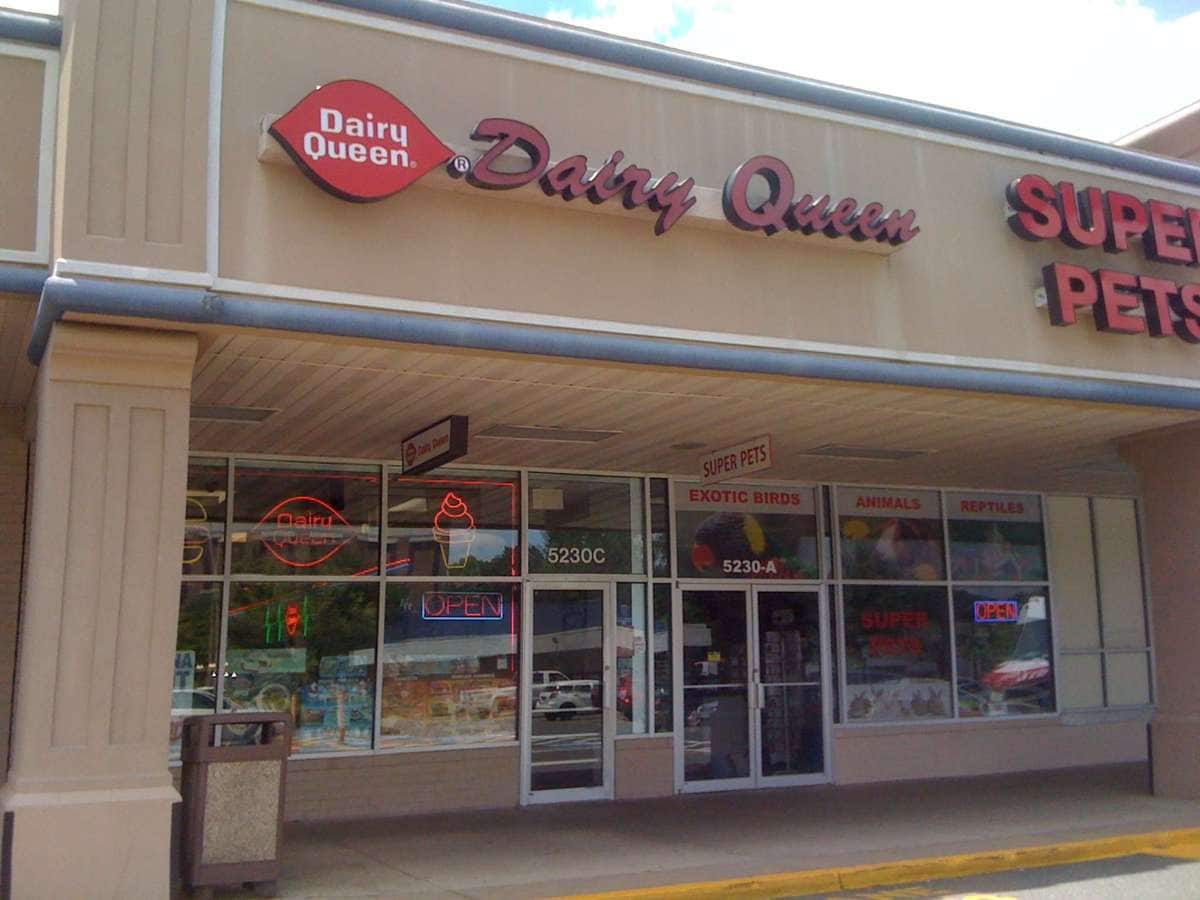 Dairy
Queen®
® Dairy Queen
SUPER
PETS
Dairy Queen
SUPER PETS
Dairy
Queen
OPEN
5230C
EXOTIC BIRDS
5230-A
ANIMALS
REPTILES
SUPER
PETS
OPEN